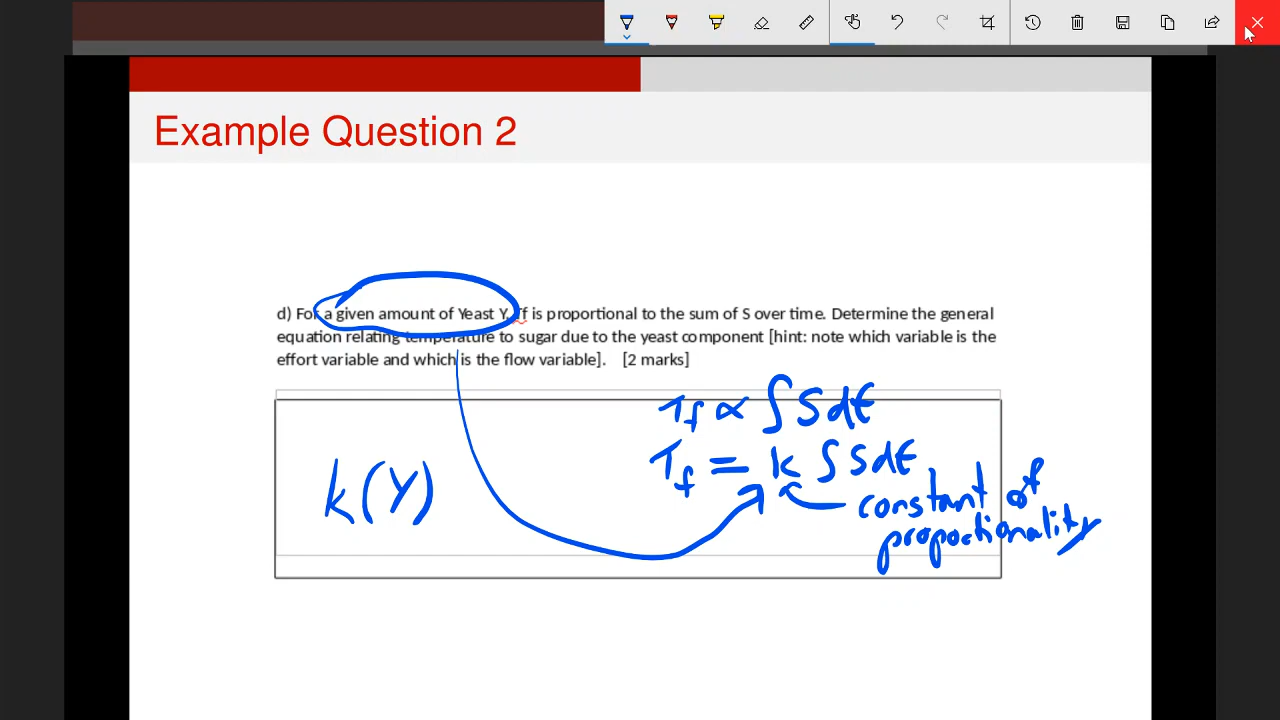 Example Question 2
d) For a given amount of Yeast Y, Tf is proportional to the sum of S over time. Determine the general
equation relating temperature to sugar due to the yeast component [hint: note which variable is the
effort variable and which is the flow variable]. [2 marks]
Tf ∝ ∫ S dt
Tf = k ∫ S dt
k(Y)
constant of
proportionality